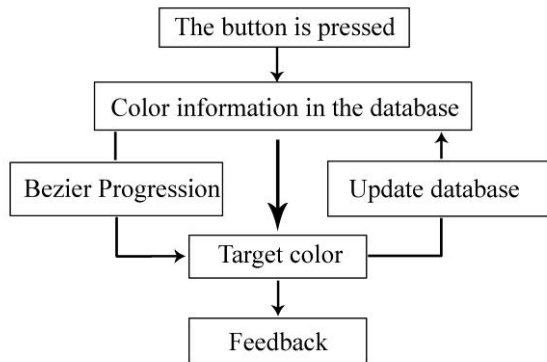 The button is pressed
Color information in the database
Bezier Progression
Update database
Target color
Feedback